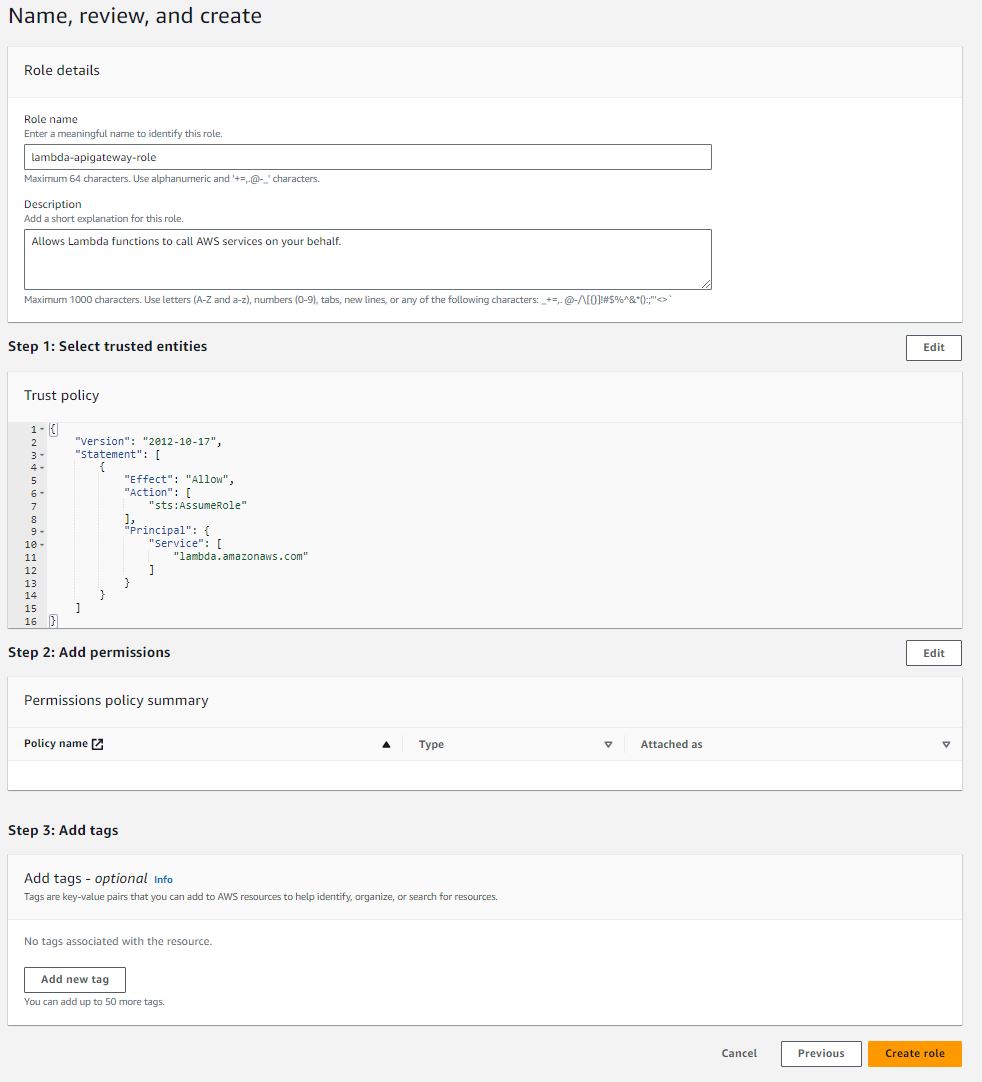 Name, review, and create
Role details
Role name
Enter a meaningful name to identify this role.
lambda-apigateway-role
Maximum 64 characters. Use alphanumeric and '+=,.@-_' characters.
Description
Add a short explanation for this role.
Allows Lambda functions to call AWS services on your behalf.
Maximum 1000 characters. Use letters (A-Z and a-z), numbers (0-9), tabs, new lines, or any of the following characters: _+=,. @-/\[{}]!#$%^&*();:"'<>`
Step 1: Select trusted entities
Edit
Trust policy
1 {
2     "Version": "2012-10-17",
3     "Statement": [
4         {
5             "Effect": "Allow",
6             "Action": [
7                 "sts:AssumeRole"
8             ],
9             "Principal": {
10                 "Service": [
11                     "lambda.amazonaws.com"
12                 ]
13             }
14         }
15     ]
16 }
Step 2: Add permissions
Edit
Permissions policy summary
Policy name Type Attached as
Step 3: Add tags
Add tags - optional Info
Tags are key-value pairs that you can add to AWS resources to help identify, organize, or search for resources.
No tags associated with the resource.
Add new tag
You can add up to 50 more tags.
Cancel Previous Create role